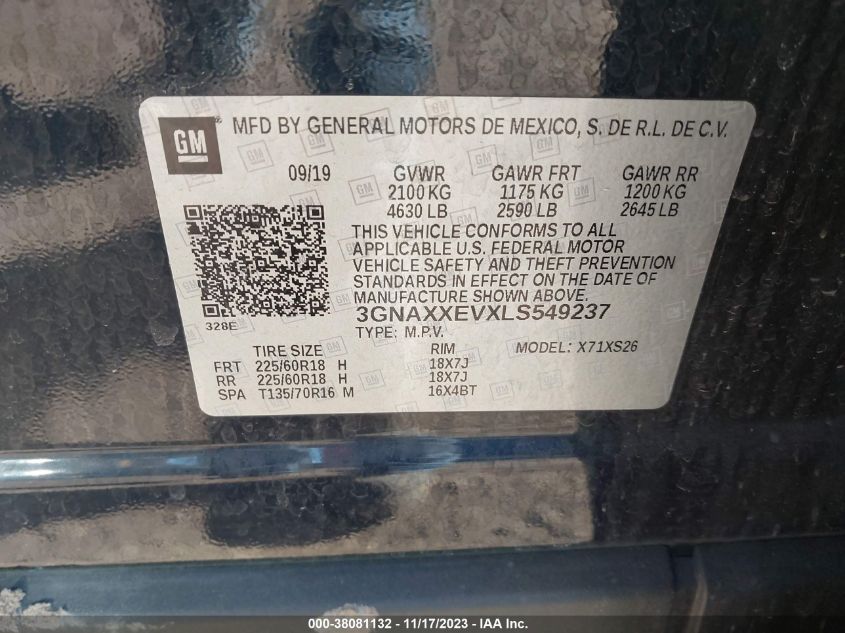 GM MFD BY GENERAL MOTORS DE MEXICO, S. DE R.L. DE C.V.
09/19 GVWR GAWR FRT GAWR RR
2100 KG 1175 KG 1200 KG
4630 LB 2590 LB 2645 LB
THIS VEHICLE CONFORMS TO ALL
APPLICABLE U.S. FEDERAL MOTOR
VEHICLE SAFETY AND THEFT PREVENTION
STANDARDS IN EFFECT ON THE DATE OF
MANUFACTURE SHOWN ABOVE.
328E 3GNAXXEVXLS549237
TYPE: M.P.V.
TIRE SIZE RIM MODEL: X71XS26
FRT 225/60R18 H 18X7J
RR 225/60R18 H 18X7J
SPA T135/70R16 M 16X4BT
000-38081132 - 11/17/2023 - IAA Inc.